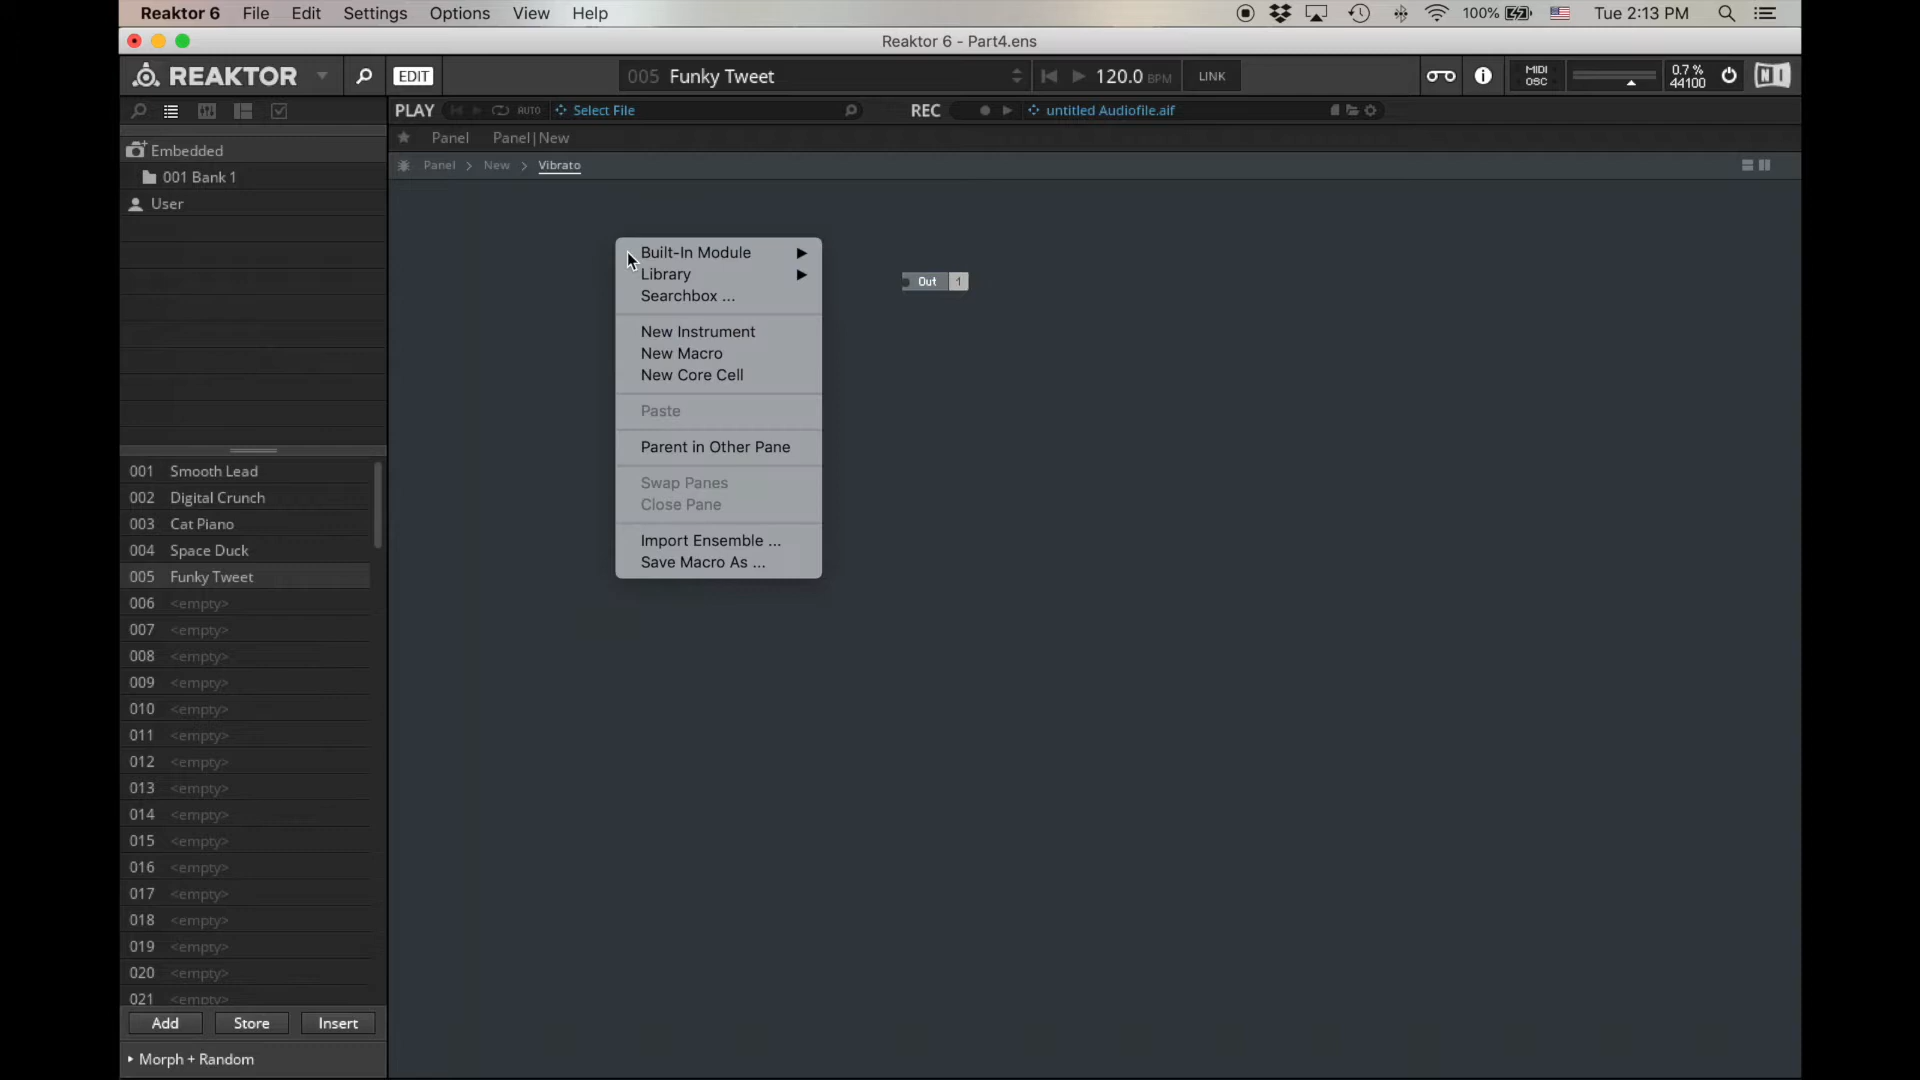 Reaktor 6 File Edit Settings Options View Help 100% Tue 2:13 PM
Reaktor 6 - Part4.ens
REAKTOR EDIT 005 Funky Tweet 120.0 BPM LINK MIDI OSC 0.7 % 44100
PLAY AUTO Select File REC untitled Audiofile.aif
Panel Panel|New
Panel > New > Vibrato
Embedded
001 Bank 1
User
Built-In Module
Library
Searchbox ...
New Instrument
New Macro
New Core Cell
Paste
Parent in Other Pane
Swap Panes
Close Pane
Import Ensemble ...
Save Macro As ...
Out 1
001 Smooth Lead
002 Digital Crunch
003 Cat Piano
004 Space Duck
005 Funky Tweet
006 <empty>
007 <empty>
008 <empty>
009 <empty>
010 <empty>
011 <empty>
012 <empty>
013 <empty>
014 <empty>
015 <empty>
016 <empty>
017 <empty>
018 <empty>
019 <empty>
020 <empty>
021 <empty>
Add Store Insert
Morph + Random